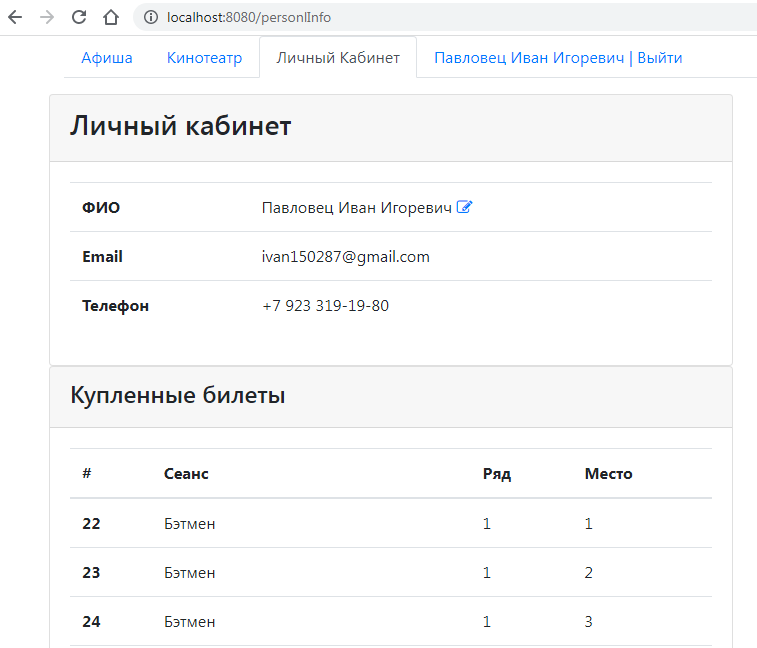 localhost:8080/personlInfo
Афиша Кинотеатр Личный Кабинет Павловец Иван Игоревич | Выйти
Личный кабинет
ФИО Павловец Иван Игоревич
Email ivan150287@gmail.com
Телефон +7 923 319-19-80
Купленные билеты
# Сеанс Ряд Место
22 Бэтмен 1 1
23 Бэтмен 1 2
24 Бэтмен 1 3